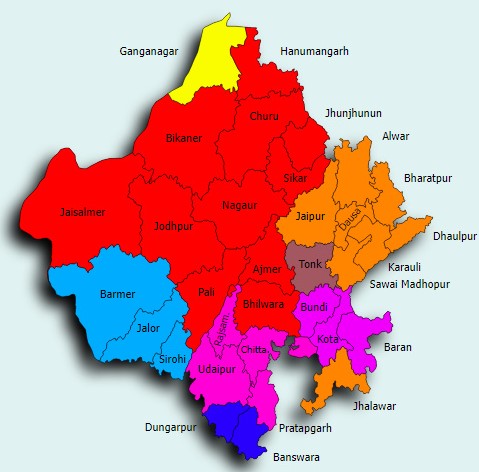 Ganganagar
Hanumangarh
Churu
Jhunjhunun
Bikaner
Alwar
Sikar
Bharatpur
Jaisalmer
Nagaur
Jaipur
Dausa
Jodhpur
Dhaulpur
Tonk
Karauli
Ajmer
Sawai Madhopur
Barmer
Pali
Bhilwara
Bundi
Jalor
Rajsam.
Kota
Baran
Sirohi
Chitta.
Udaipur
Jhalawar
Dungarpur
Pratapgarh
Banswara